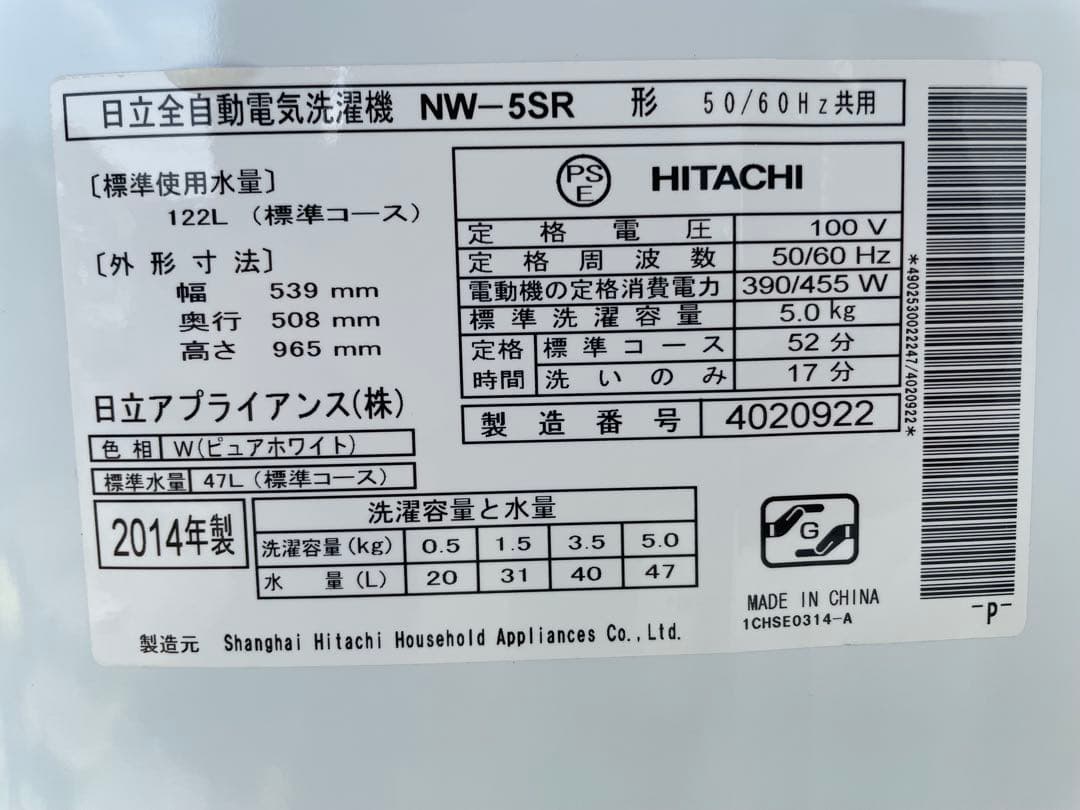 日立全自動電気洗濯機 NW-5SR 形 50/60Hz共用
〔標準使用水量〕
122L (標準コース)
〔外形寸法〕
幅 539 mm
奥行 508 mm
高さ 965 mm
日立アプライアンス(株)
色相 W(ピュアホワイト)
標準水量 47L (標準コース)
PS
E
HITACHI
定格電圧 100 V
定格周波数 50/60 Hz
電動機の定格消費電力 390/455 W
標準洗濯容量 5.0 kg
定格時間 標準コース 52 分
洗いのみ 17 分
製造番号 4020922
2014年製
洗濯容量と水量
洗濯容量(kg) 0.5 1.5 3.5 5.0
水量(L) 20 31 40 47
G
MADE IN CHINA
1CHSE0314-A
製造元 Shanghai Hitachi Household Appliances Co.,Ltd.
*4902530022247/4020922*
-P-